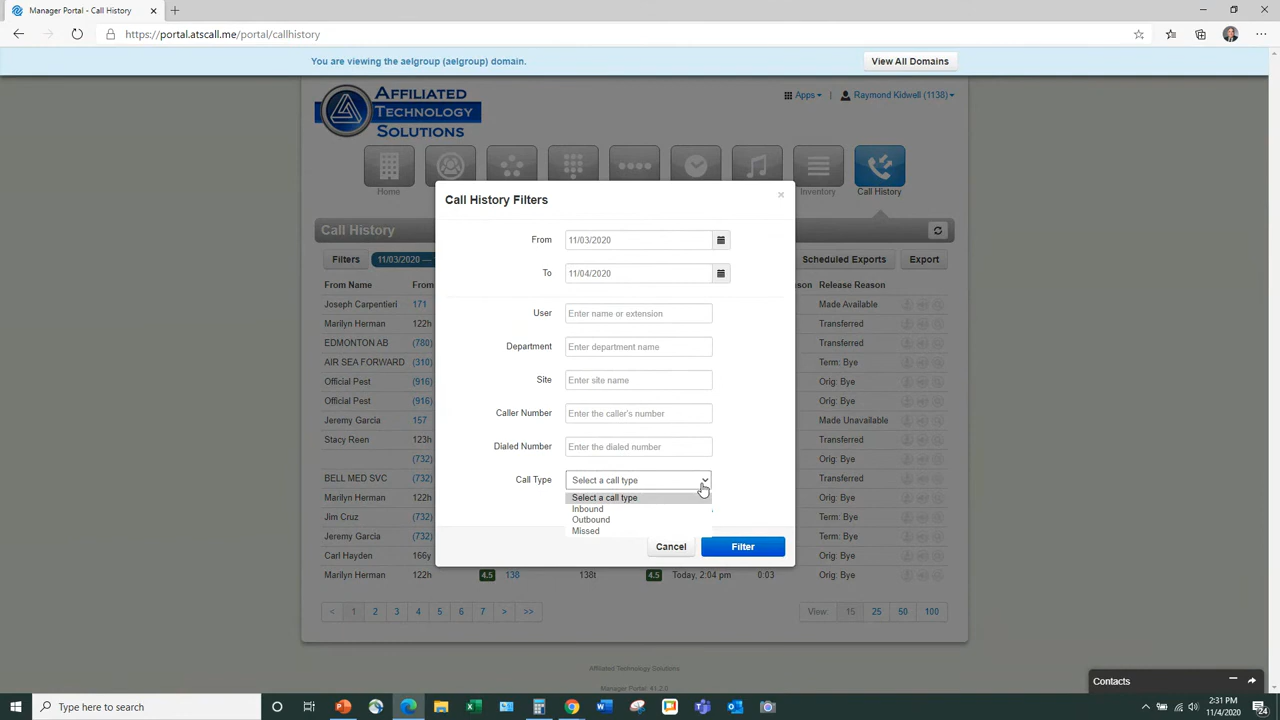 Manager Portal - Call History
https://portal.atscall.me/portal/callhistory
You are viewing the aelgroup (aelgroup) domain.
View All Domains
AFFILIATED
TECHNOLOGY
SOLUTIONS
Apps
|
Raymond Kidwell (1138)
Home
Inventory
Call History
Call History Filters
×
Call History
From
11/03/2020
Filters
11/03/2020 —
To
11/04/2020
Scheduled Exports
Export
From Name
From
Release Reason
Joseph Carpentieri 171 Made Available
User
Enter name or extension
Marilyn Herman 122h Transferred
EDMONTON AB (780) Transferred
Department
Enter department name
AIR SEA FORWARD (310) Term: Bye
Official Pest (916) Orig: Bye
Site
Enter site name
Official Pest (916) Orig: Bye
Caller Number
Enter the caller's number
Jeremy Garcia 157 Made Unavailable
Stacy Reen 123h Transferred
Dialed Number
Enter the dialed number
(732) Orig: Bye
BELL MED SVC (732) Transferred
Call Type
Select a call type
Select a call type
Inbound
Outbound
Missed
Jim Cruz (732) Term: Bye
Jeremy Garcia (732) Term: Bye
Cancel
Filter
Carl Hayden 166y Orig: Bye
Marilyn Herman 122h 4.5 138 138t 4.5 Today, 2:04 pm 0:03 Orig: Bye
< 1 2 3 4 5 6 7 > >>
View: 15 25 50 100
Affiliated Technology Solutions
Manager Portal
Contacts
Type here to search
2:31 PM
11/4/2020
24